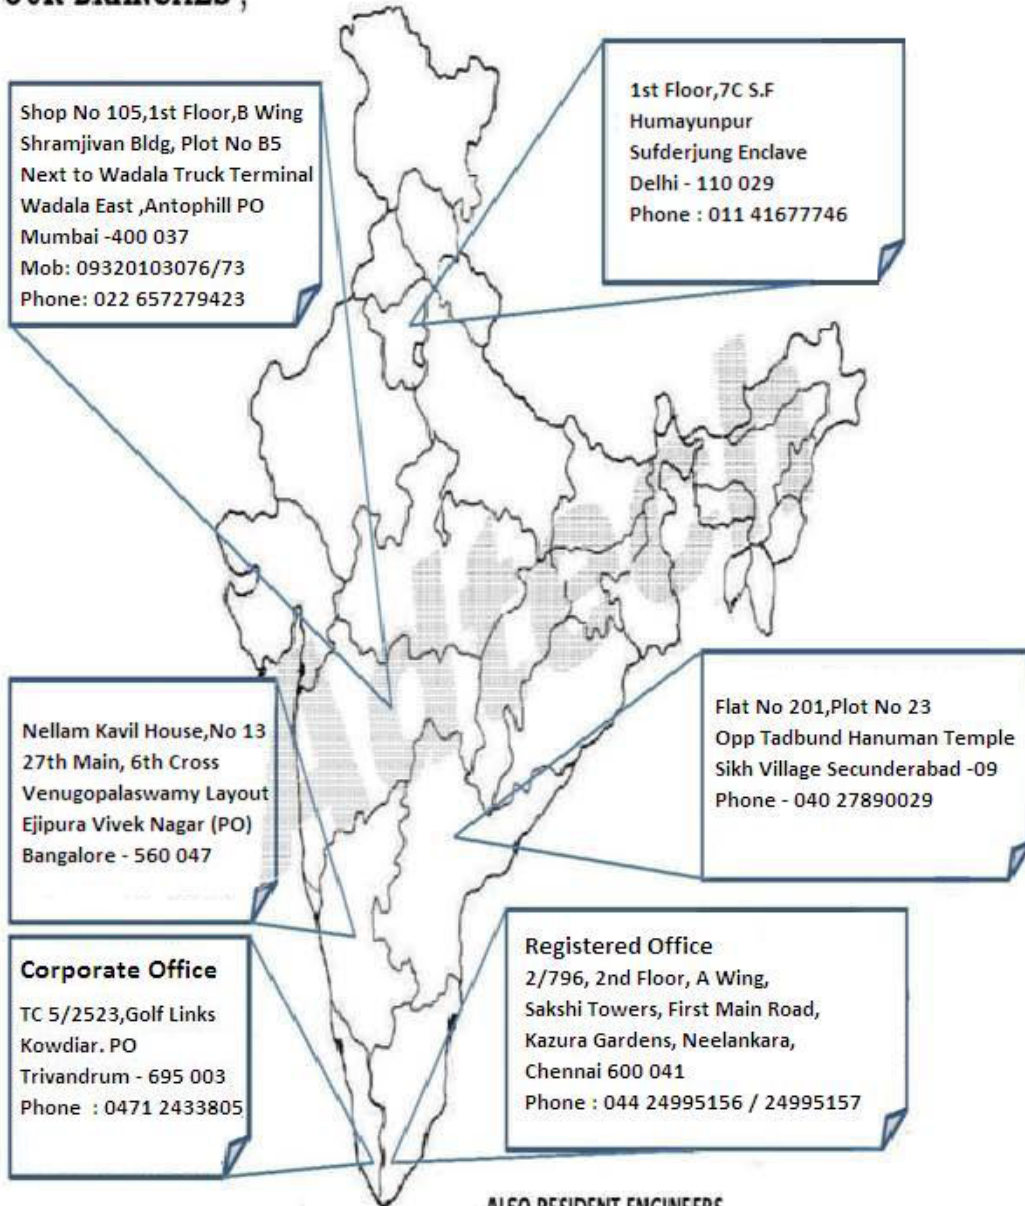 OUR BRANCHES ,
Shop No 105,1st Floor,B Wing
Shramjivan Bldg, Plot No B5
Next to Wadala Truck Terminal
Wadala East ,Antophill PO
Mumbai -400 037
Mob: 09320103076/73
Phone: 022 657279423
1st Floor,7C S.F
Humayunpur
Sufderjung Enclave
Delhi - 110 029
Phone : 011 41677746
Nellam Kavil House,No 13
27th Main, 6th Cross
Venugopalaswamy Layout
Ejipura Vivek Nagar (PO)
Bangalore - 560 047
Flat No 201,Plot No 23
Opp Tadbund Hanuman Temple
Sikh Village Secunderabad -09
Phone - 040 27890029
Corporate Office
TC 5/2523,Golf Links
Kowdiar. PO
Trivandrum - 695 003
Phone : 0471 2433805
Registered Office
2/796, 2nd Floor, A Wing,
Sakshi Towers, First Main Road,
Kazura Gardens, Neelankara,
Chennai 600 041
Phone : 044 24995156 / 24995157
ALSO RESIDENT ENGINEERS